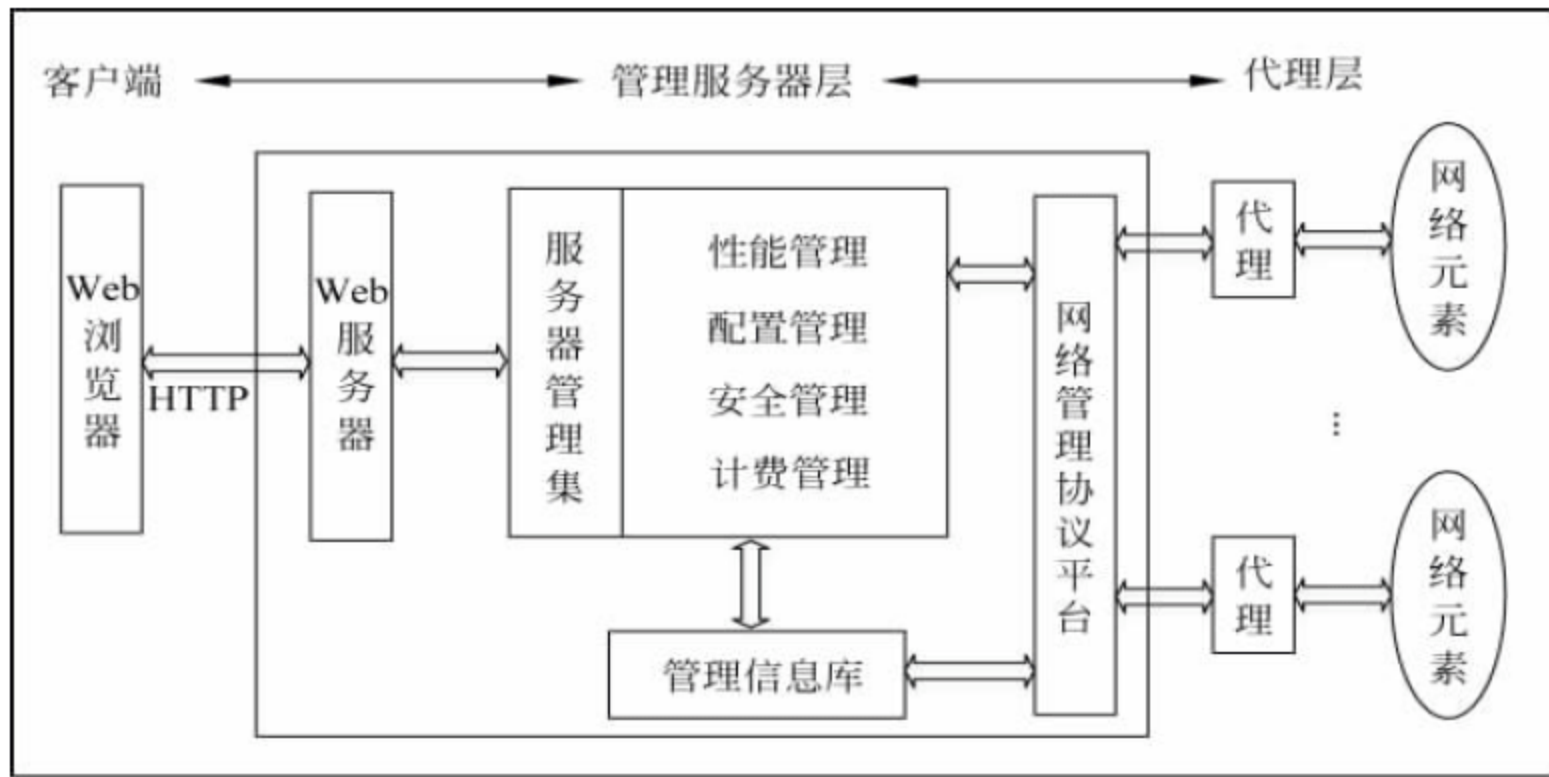 客户端
管理服务器层
代理层
Web
浏览器
HTTP
Web
服务器
服务器管理集
性能管理
配置管理
安全管理
计费管理
管理信息库
网络管理协议平台
代理
网络元素
...
代理
网络元素